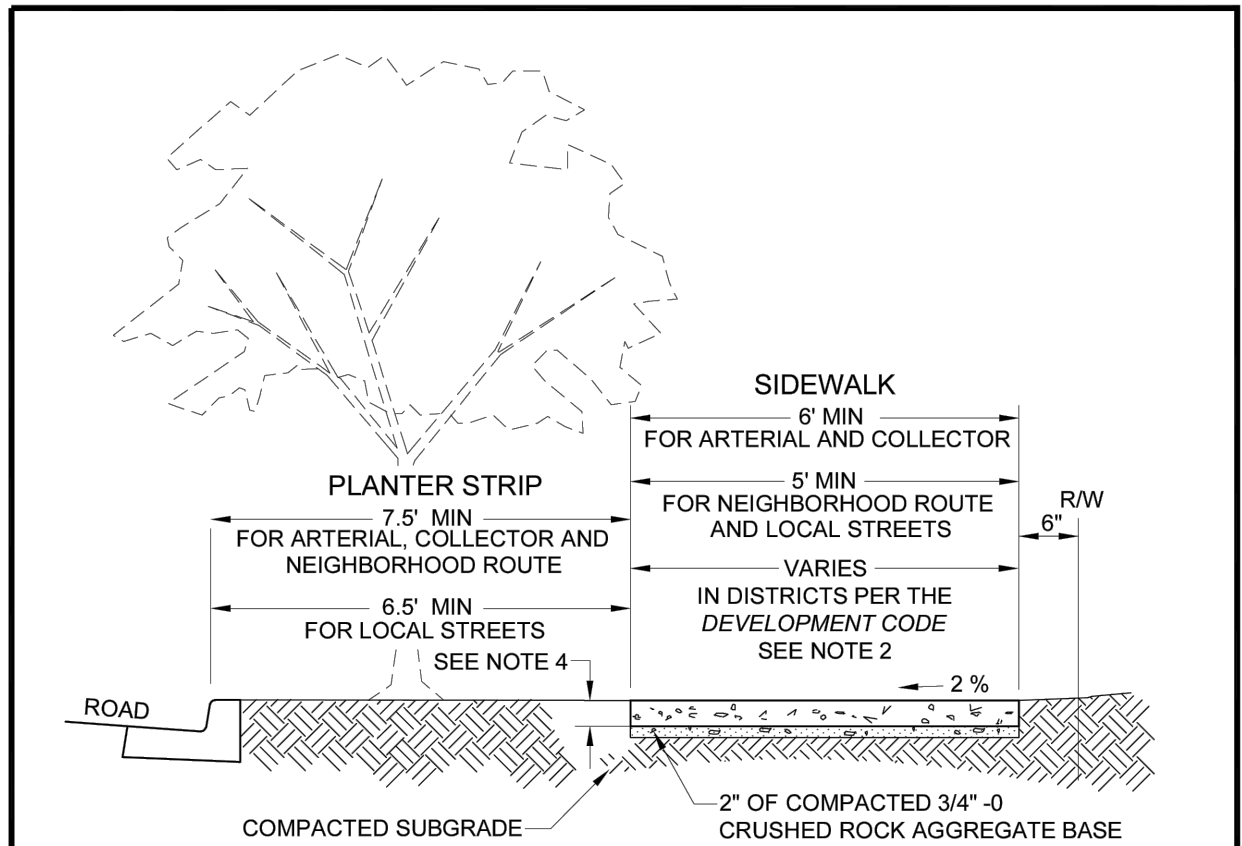 SIDEWALK
6' MIN
FOR ARTERIAL AND COLLECTOR
PLANTER STRIP
7.5' MIN
FOR ARTERIAL, COLLECTOR AND
NEIGHBORHOOD ROUTE
6.5' MIN
FOR LOCAL STREETS
5' MIN
FOR NEIGHBORHOOD ROUTE
AND LOCAL STREETS
R/W
6"
VARIES
IN DISTRICTS PER THE
DEVELOPMENT CODE
SEE NOTE 2
SEE NOTE 4
2 %
ROAD
2" OF COMPACTED 3/4" -0
CRUSHED ROCK AGGREGATE BASE
COMPACTED SUBGRADE